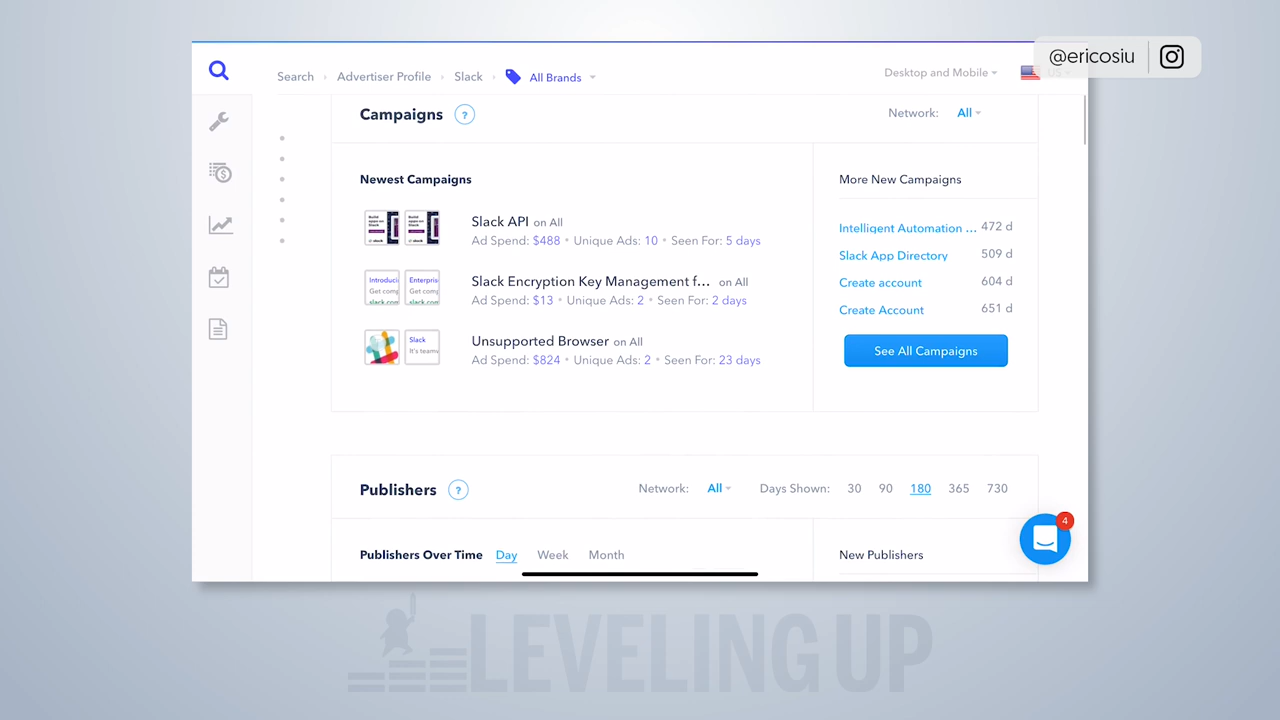 @ericosiu
Search Advertiser Profile Slack All Brands Desktop and Mobile US
Campaigns ? Network: All
Newest Campaigns
More New Campaigns
Slack API on All
Ad Spend: $488 • Unique Ads: 10 • Seen For: 5 days
Intelligent Automation ... 472 d
Slack App Directory 509 d
Slack Encryption Key Management f... on All
Ad Spend: $13 • Unique Ads: 2 • Seen For: 2 days
Create account 604 d
Create Account 651 d
Unsupported Browser on All
Ad Spend: $824 • Unique Ads: 2 • Seen For: 23 days
See All Campaigns
Publishers ? Network: All Days Shown: 30 90 180 365 730
4
Publishers Over Time Day Week Month
New Publishers
LEVELING UP